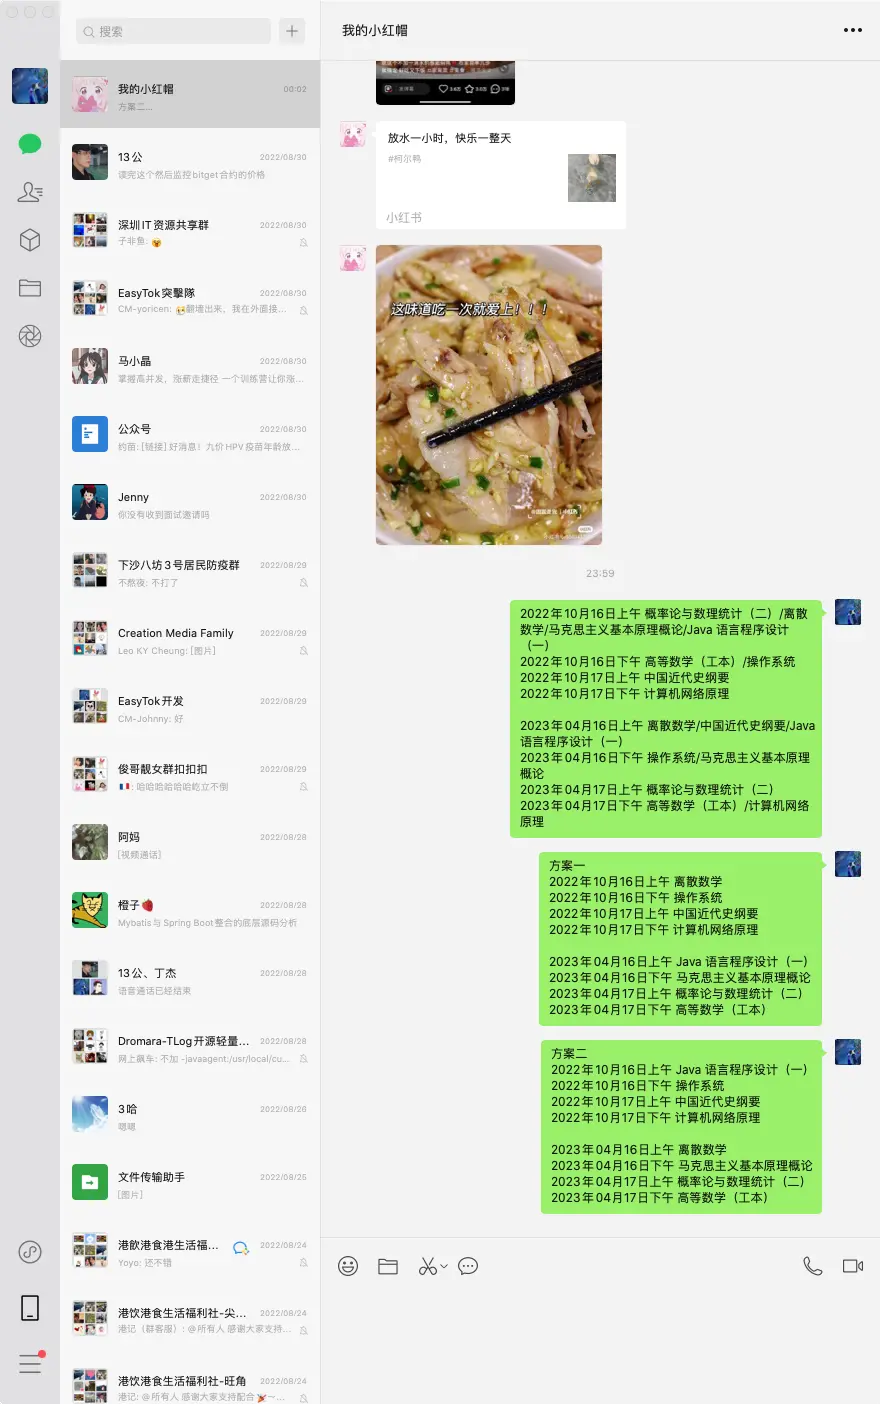 搜索
我的小红帽
00:02
方案二...
13公
2022/08/30
读完这个然后监控bitget合约的价格
深圳IT资源共享群
2022/08/30
子非鱼:
EasyTok突擊隊
2022/08/30
CM-yoricen: 翻墙出来，我在外面接...
马小晶
2022/08/30
掌握高并发，涨薪走捷径 一个训练营让你涨...
公众号
2022/08/30
约苗: [链接] 好消息！九价HPV疫苗年龄放...
Jenny
2022/08/30
你没有收到面试邀请吗
下沙八坊3号居民防疫群
2022/08/29
不熬夜: 不打了
Creation Media Family
2022/08/29
Leo KY Cheung: [图片]
EasyTok开发
2022/08/29
CM-Johnny: 好
俊哥靓女群扣扣扣
2022/08/29
: 哈哈哈哈哈哈屹立不倒
阿妈
2022/08/28
[视频通话]
橙子
2022/08/28
Mybatis与Spring Boot整合的底层源码分析
13公、丁杰
2022/08/28
语音通话已经结束
Dromara-TLog开源轻量...
2022/08/28
网上飙车: 不加 -javaagent:/usr/local/cu...
3哈
2022/08/26
嗯嗯
文件传输助手
2022/08/25
[图片]
港飲港食港生活福...
2022/08/24
Yoyo: 还不错
港饮港食生活福利社-尖...
2022/08/24
港记（群客服）: @所有人 感谢大家支持...
港饮港食生活福利社-旺角
2022/08/24
港记: @所有人 感谢大家支持配合 ~...
我的小红帽
放水一小时，快乐一整天
#柯尔鸭
小红书
这味道吃一次就爱上！！！
23:59
2022年10月16日上午 概率论与数理统计（二）/离散
数学/马克思主义基本原理概论/Java 语言程序设计
（一）
2022年10月16日下午 高等数学（工本）/操作系统
2022年10月17日上午 中国近代史纲要
2022年10月17日下午 计算机网络原理
2023年04月16日上午 离散数学/中国近代史纲要/Java
语言程序设计（一）
2023年04月16日下午 操作系统/马克思主义基本原理
概论
2023年04月17日上午 概率论与数理统计（二）
2023年04月17日下午 高等数学（工本）/计算机网络
原理
方案一
2022年10月16日上午 离散数学
2022年10月16日下午 操作系统
2022年10月17日上午 中国近代史纲要
2022年10月17日下午 计算机网络原理
2023年04月16日上午 Java 语言程序设计（一）
2023年04月16日下午 马克思主义基本原理概论
2023年04月17日上午 概率论与数理统计（二）
2023年04月17日下午 高等数学（工本）
方案二
2022年10月16日上午 Java 语言程序设计（一）
2022年10月16日下午 操作系统
2022年10月17日上午 中国近代史纲要
2022年10月17日下午 计算机网络原理
2023年04月16日上午 离散数学
2023年04月16日下午 马克思主义基本原理概论
2023年04月17日上午 概率论与数理统计（二）
2023年04月17日下午 高等数学（工本）